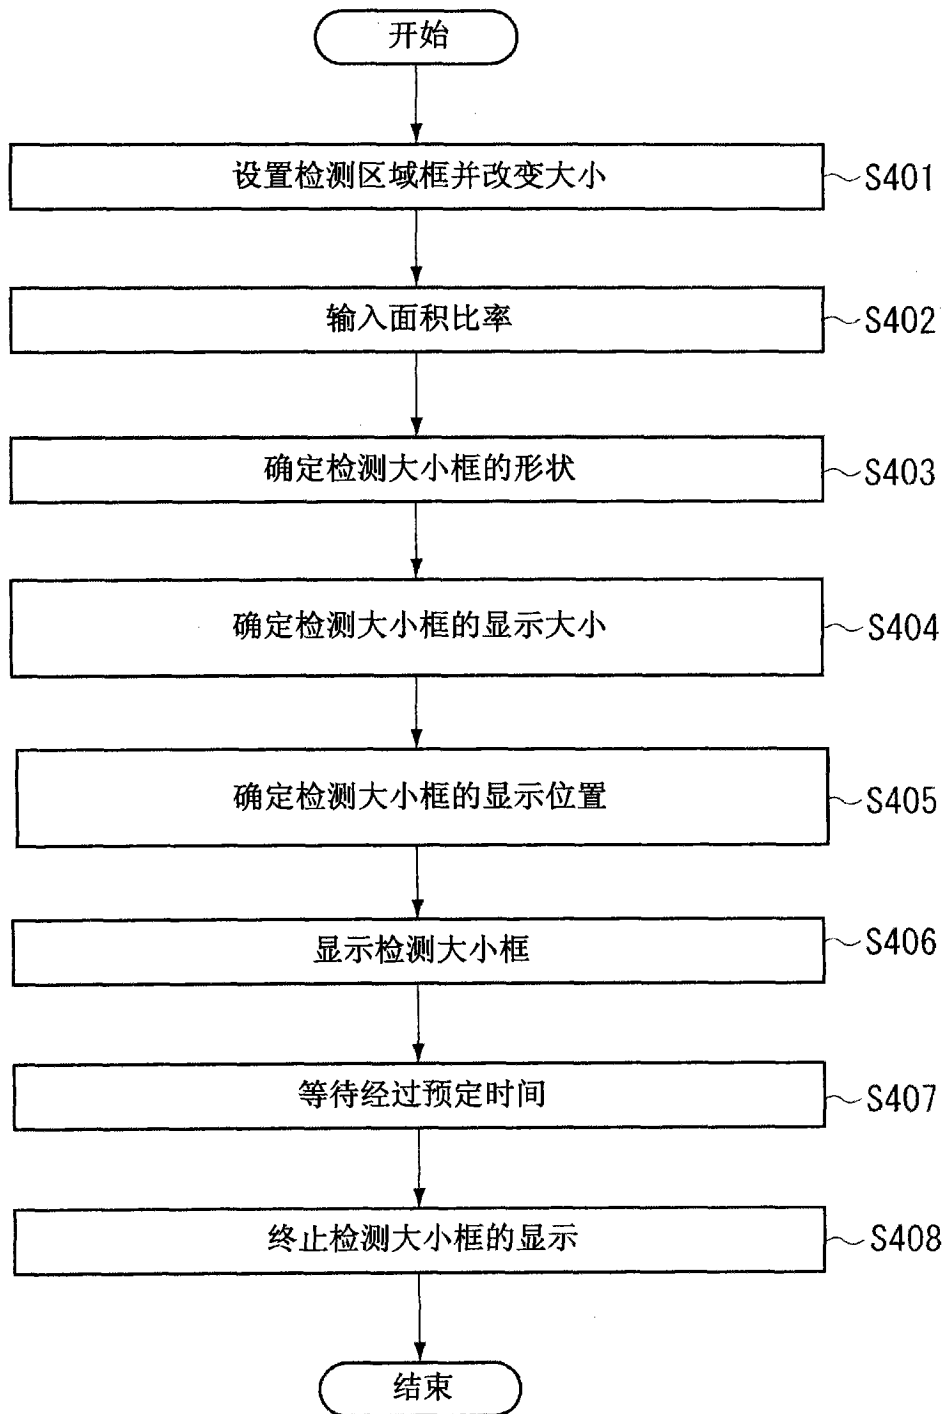 开始
设置检测区域框并改变大小 S401
输入面积比率 S402
确定检测大小框的形状 S403
确定检测大小框的显示大小 S404
确定检测大小框的显示位置 S405
显示检测大小框 S406
等待经过预定时间 S407
终止检测大小框的显示 S408
结束